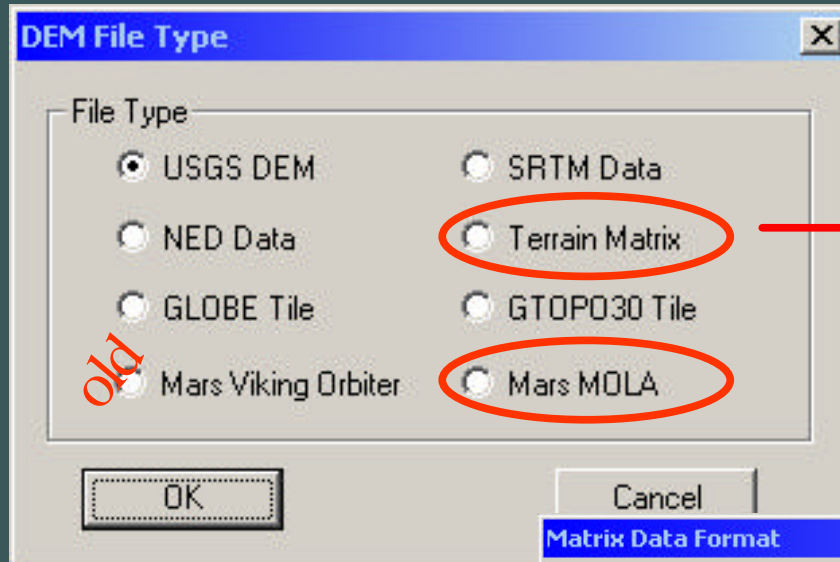 DEM File Type
File Type
USGS DEM SRTM Data
NED Data Terrain Matrix
GLOBE Tile GTOPO30 Tile
old
Mars Viking Orbiter Mars MOLA
OK Cancel
Matrix Data Format